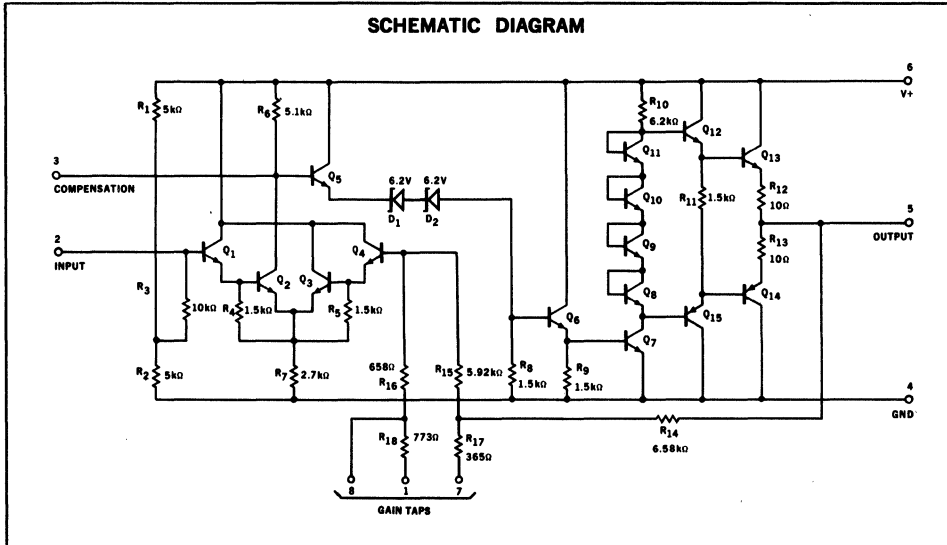 SCHEMATIC DIAGRAM
6
V+
R1 5kΩ
R6 5.1kΩ
R10
6.2kΩ
Q12
Q11
Q13
3
COMPENSATION
Q5
6.2V 6.2V
D1 D2
Q10
R11 1.5kΩ
R12
10Ω
5
OUTPUT
2
INPUT
Q1
Q4
Q2 Q3
Q9
R13
10Ω
R3
10kΩ
R4 1.5kΩ
R5 1.5kΩ
Q8
Q14
Q6
Q7
Q15
R2 5kΩ
R7 2.7kΩ
658Ω
R16
R15 5.92kΩ
R8
1.5kΩ
R9
1.5kΩ
4
GND
R18 773Ω
R17
365Ω
R14
6.58kΩ
8 1 7
GAIN TAPS